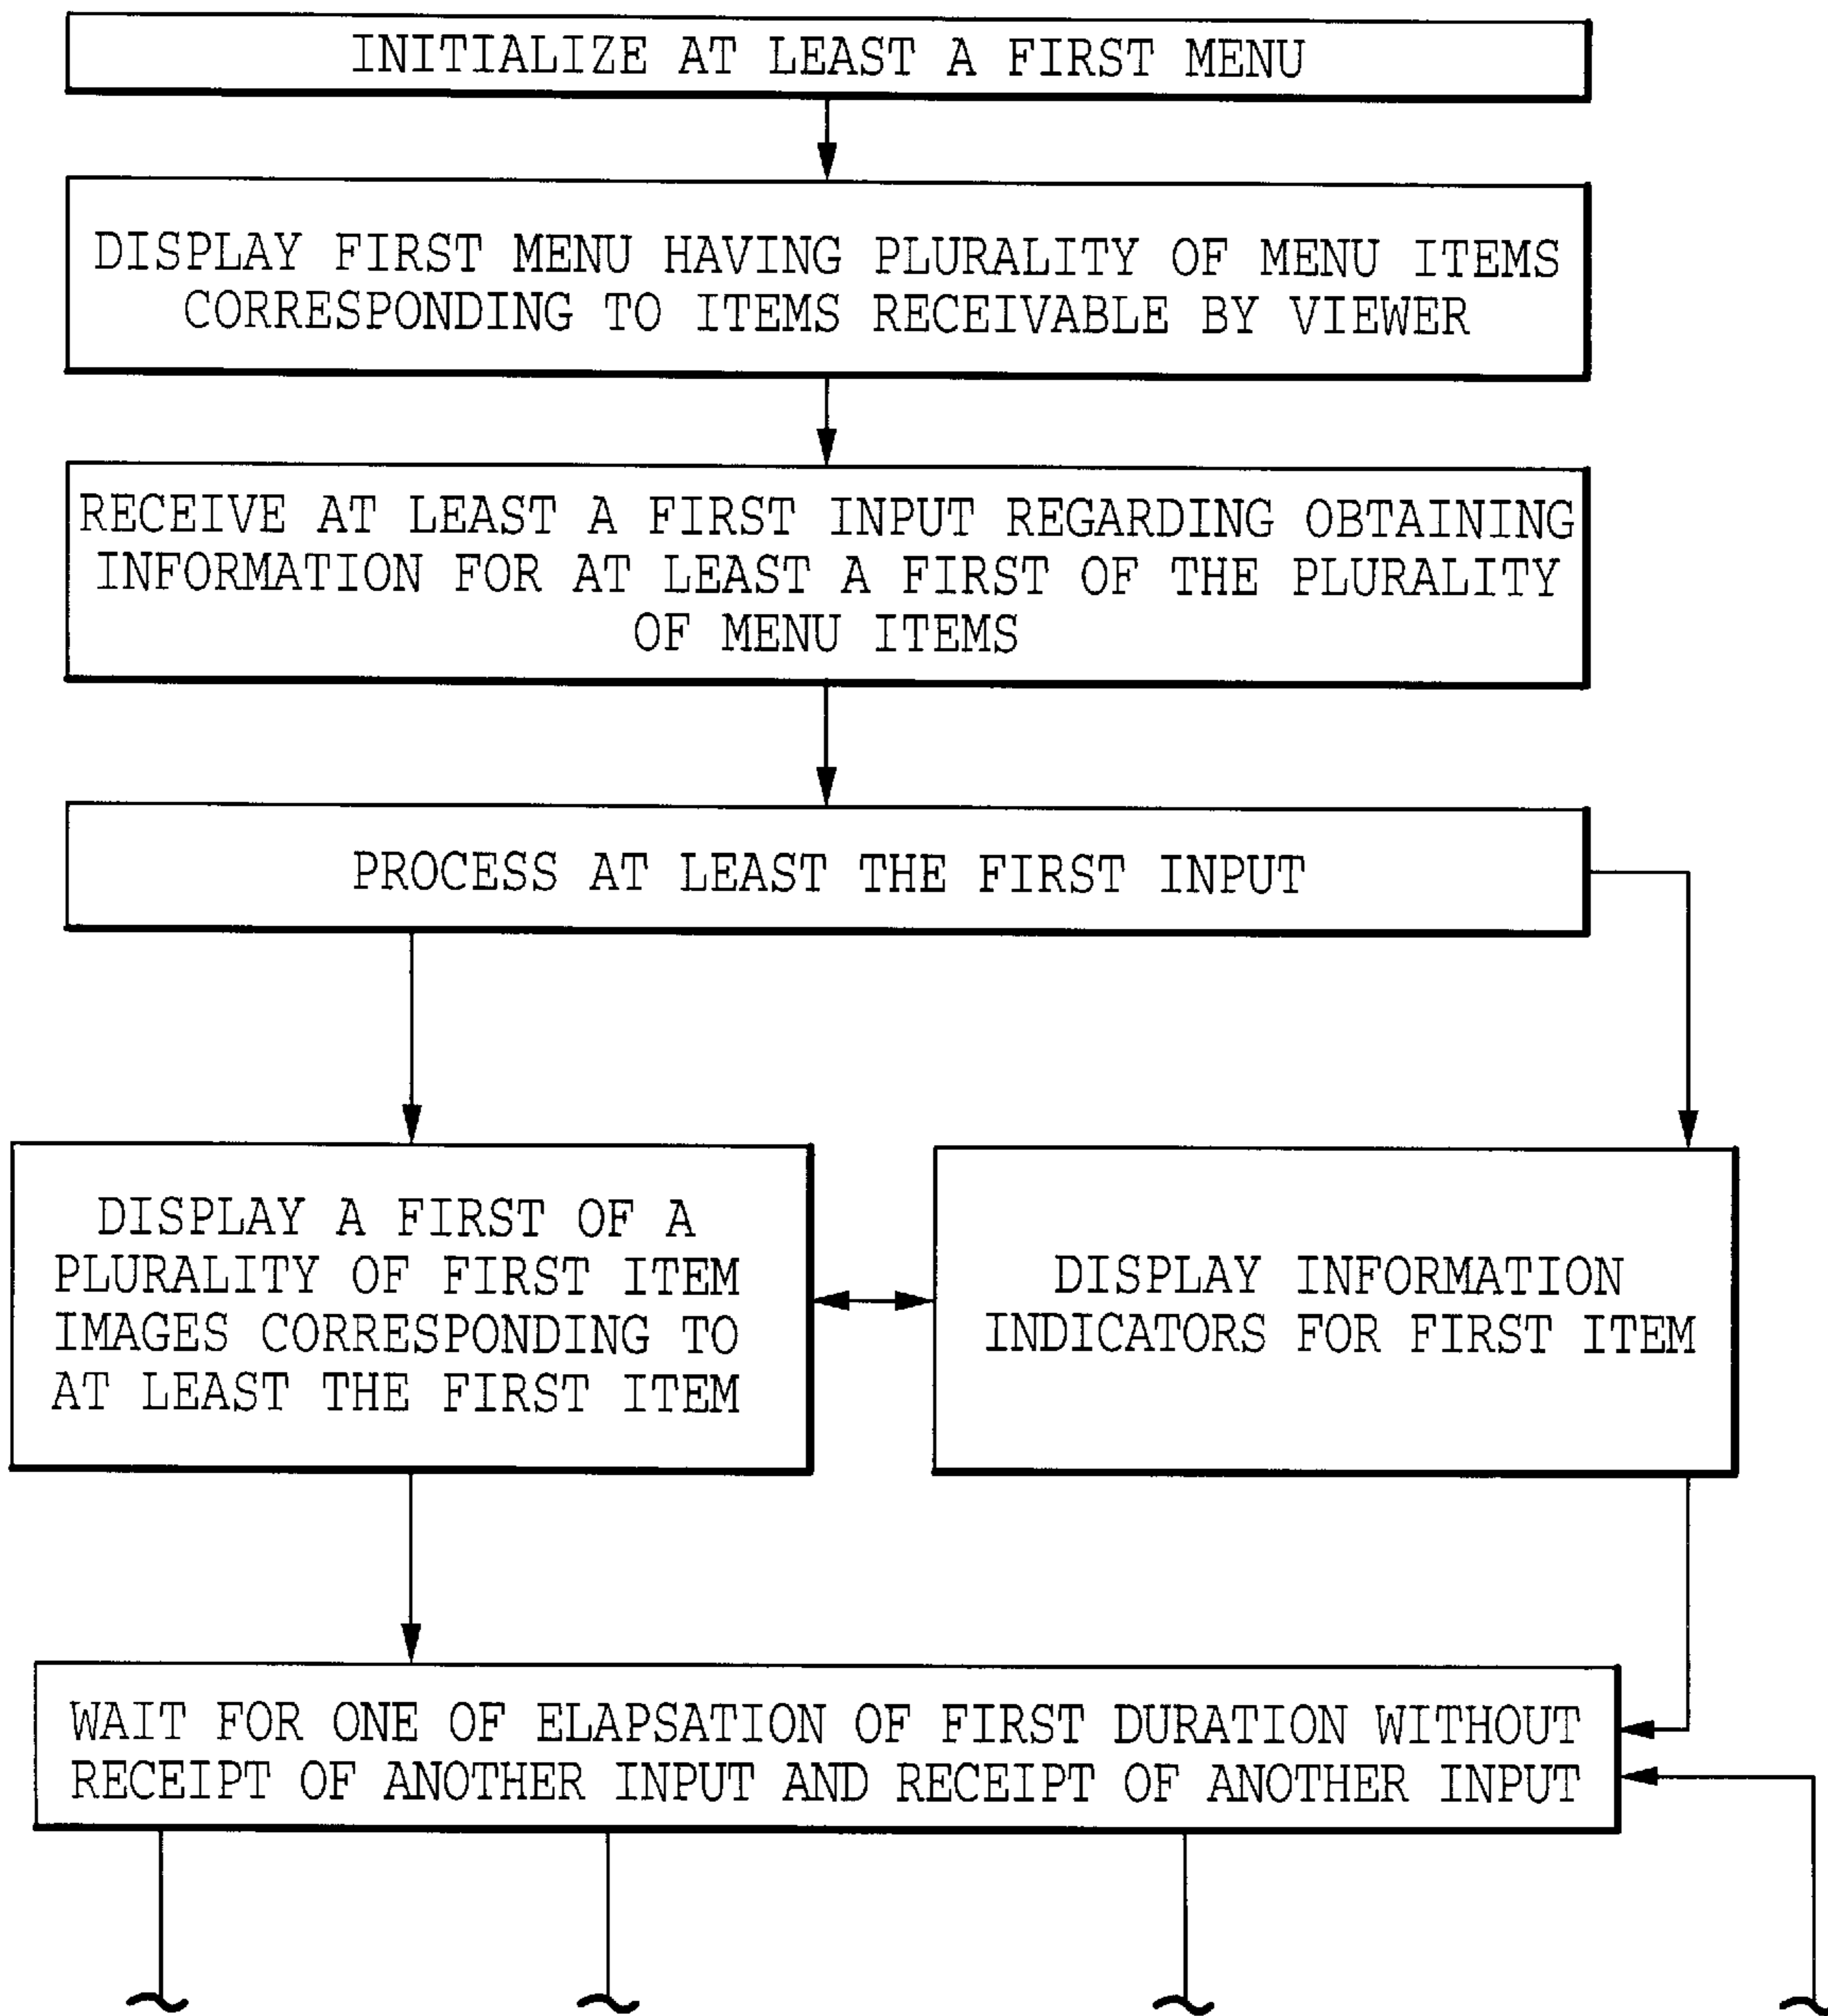 INITIALIZE AT LEAST A FIRST MENU
DISPLAY FIRST MENU HAVING PLURALITY OF MENU ITEMS
CORRESPONDING TO ITEMS RECEIVABLE BY VIEWER
RECEIVE AT LEAST A FIRST INPUT REGARDING OBTAINING
INFORMATION FOR AT LEAST A FIRST OF THE PLURALITY
OF MENU ITEMS
PROCESS AT LEAST THE FIRST INPUT
DISPLAY A FIRST OF A
PLURALITY OF FIRST ITEM
IMAGES CORRESPONDING TO
AT LEAST THE FIRST ITEM
DISPLAY INFORMATION
INDICATORS FOR FIRST ITEM
WAIT FOR ONE OF ELAPSATION OF FIRST DURATION WITHOUT
RECEIPT OF ANOTHER INPUT AND RECEIPT OF ANOTHER INPUT